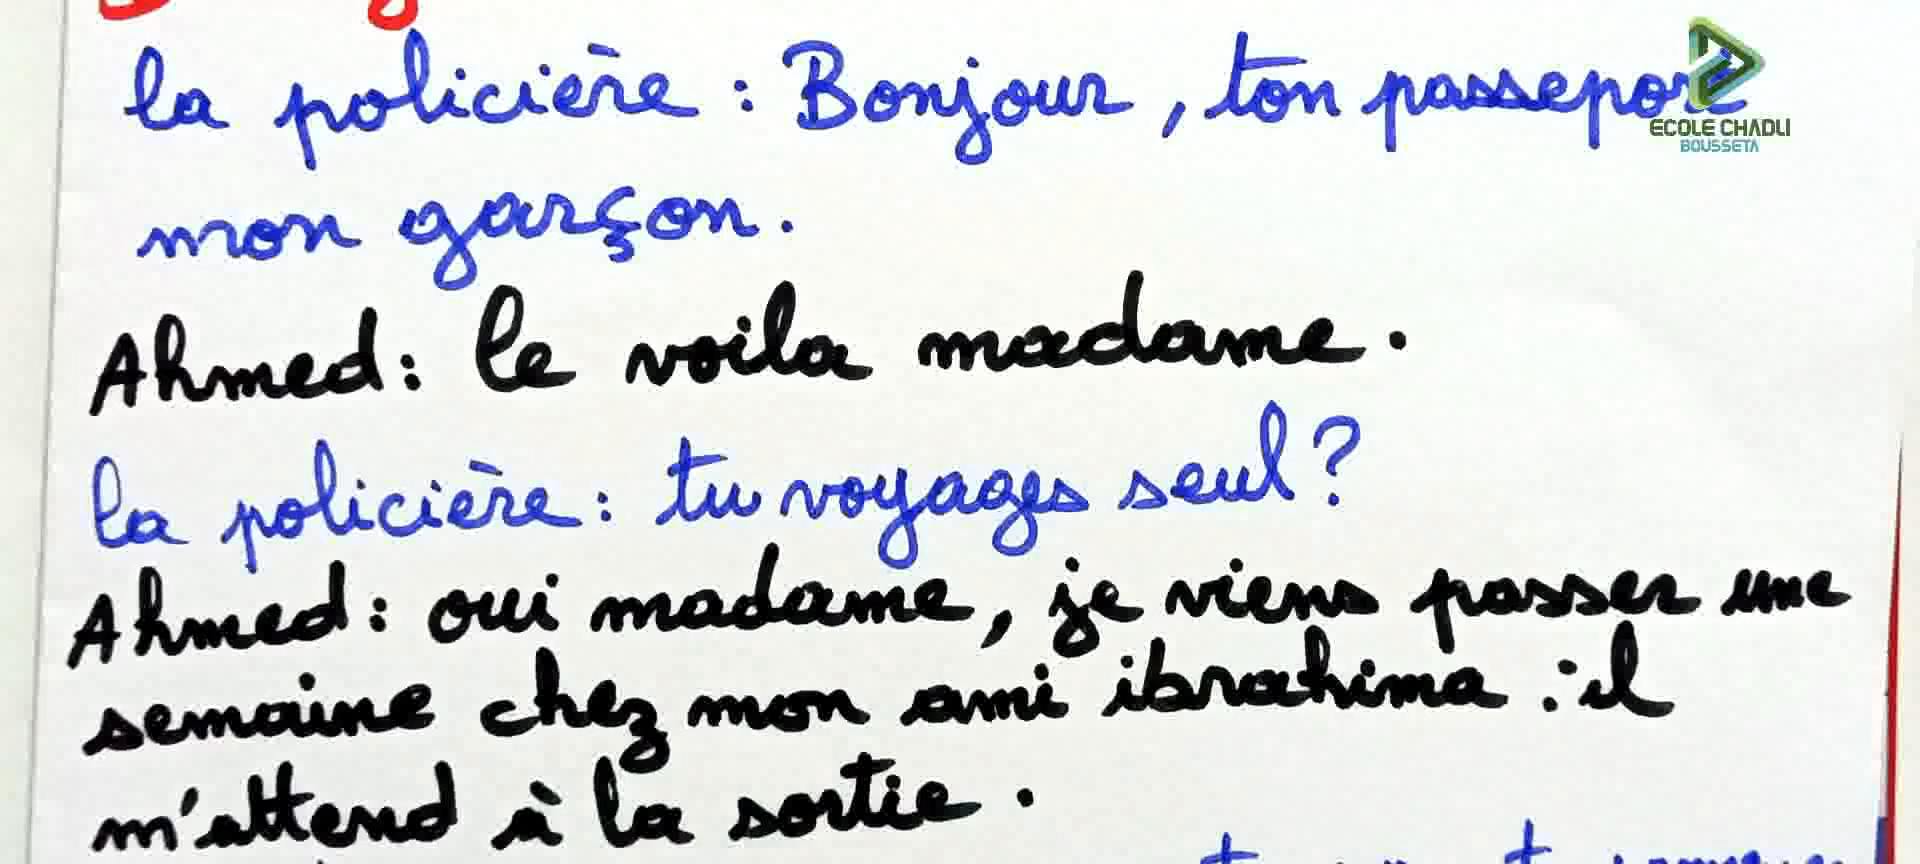 la policière : Bonjour, ton passeport
mon garçon.
Ahmed: le voila madame.
la policière: tu voyages seul?
Ahmed: oui madame, je viens passer une
semaine chez mon ami ibrahima : il
m'attend à la sortie.
ECOLE CHADLI
BOUSSETA